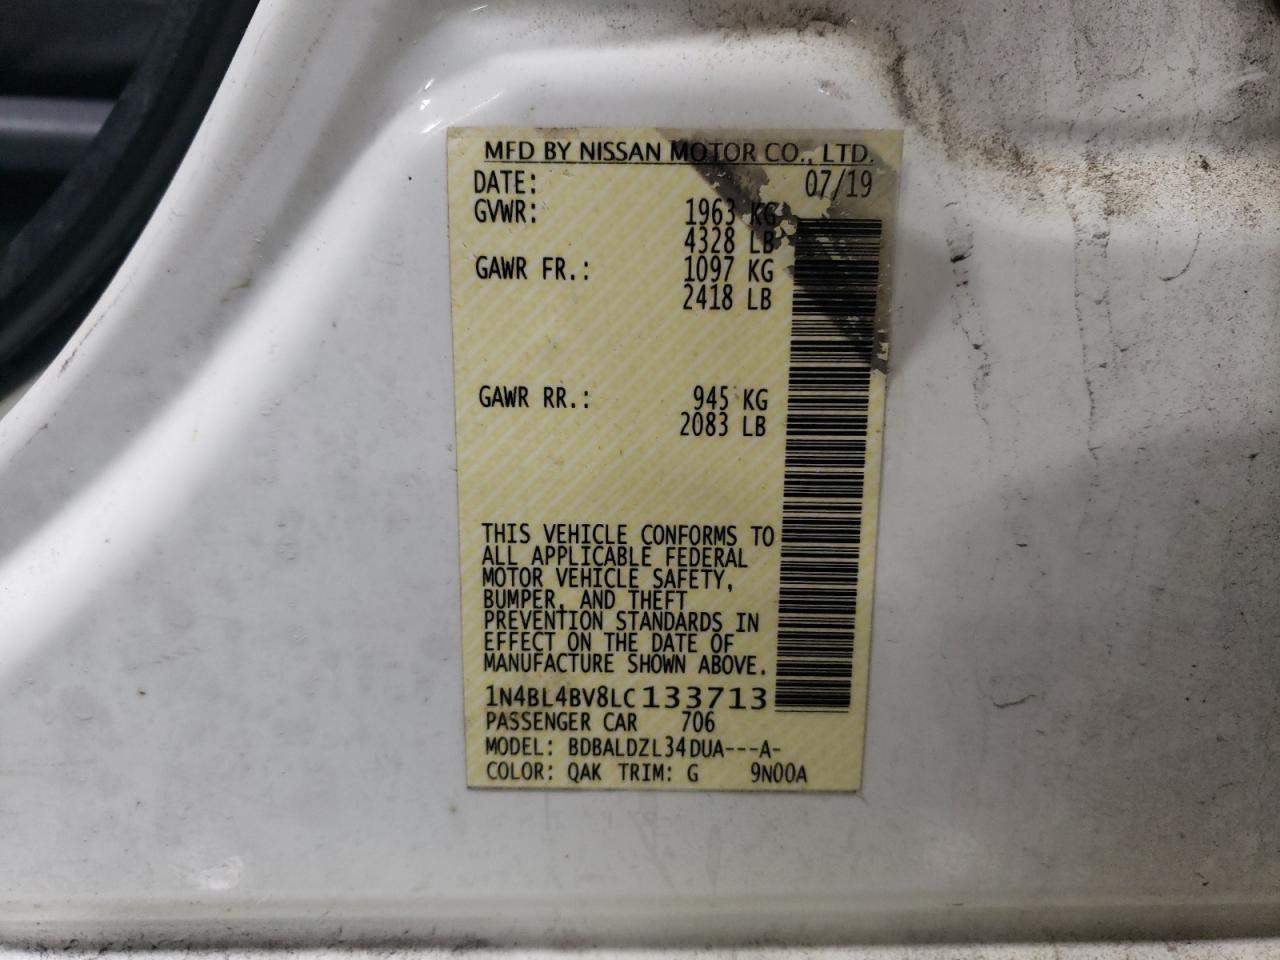 MFD BY NISSAN MOTOR CO., LTD.
DATE: 07/19
GVWR: 1963 KG
4328 LB
GAWR FR.: 1097 KG
2418 LB
GAWR RR.: 945 KG
2083 LB
THIS VEHICLE CONFORMS TO
ALL APPLICABLE FEDERAL
MOTOR VEHICLE SAFETY,
BUMPER, AND THEFT
PREVENTION STANDARDS IN
EFFECT ON THE DATE OF
MANUFACTURE SHOWN ABOVE.
1N4BL4BV8LC133713
PASSENGER CAR 706
MODEL: BDBALDZL34DUA---A-
COLOR: QAK TRIM: G 9N00A